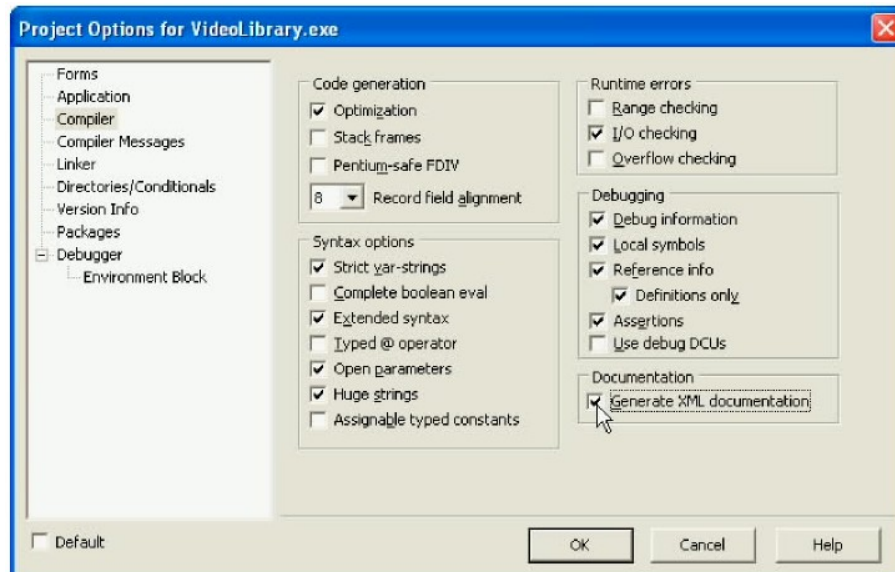 Project Options for VideoLibrary.exe
Forms
Application
Compiler
Compiler Messages
Linker
Directories/Conditionals
Version Info
Packages
Debugger
Environment Block
Code generation
Optimization
Stack frames
Pentium-safe FDIV
8 Record field alignment
Syntax options
Strict var-strings
Complete boolean eval
Extended syntax
Typed @ operator
Open parameters
Huge strings
Assignable typed constants
Runtime errors
Range checking
I/O checking
Overflow checking
Debugging
Debug information
Local symbols
Reference info
Definitions only
Assertions
Use debug DCUs
Documentation
Generate XML documentation
Default
OK
Cancel
Help